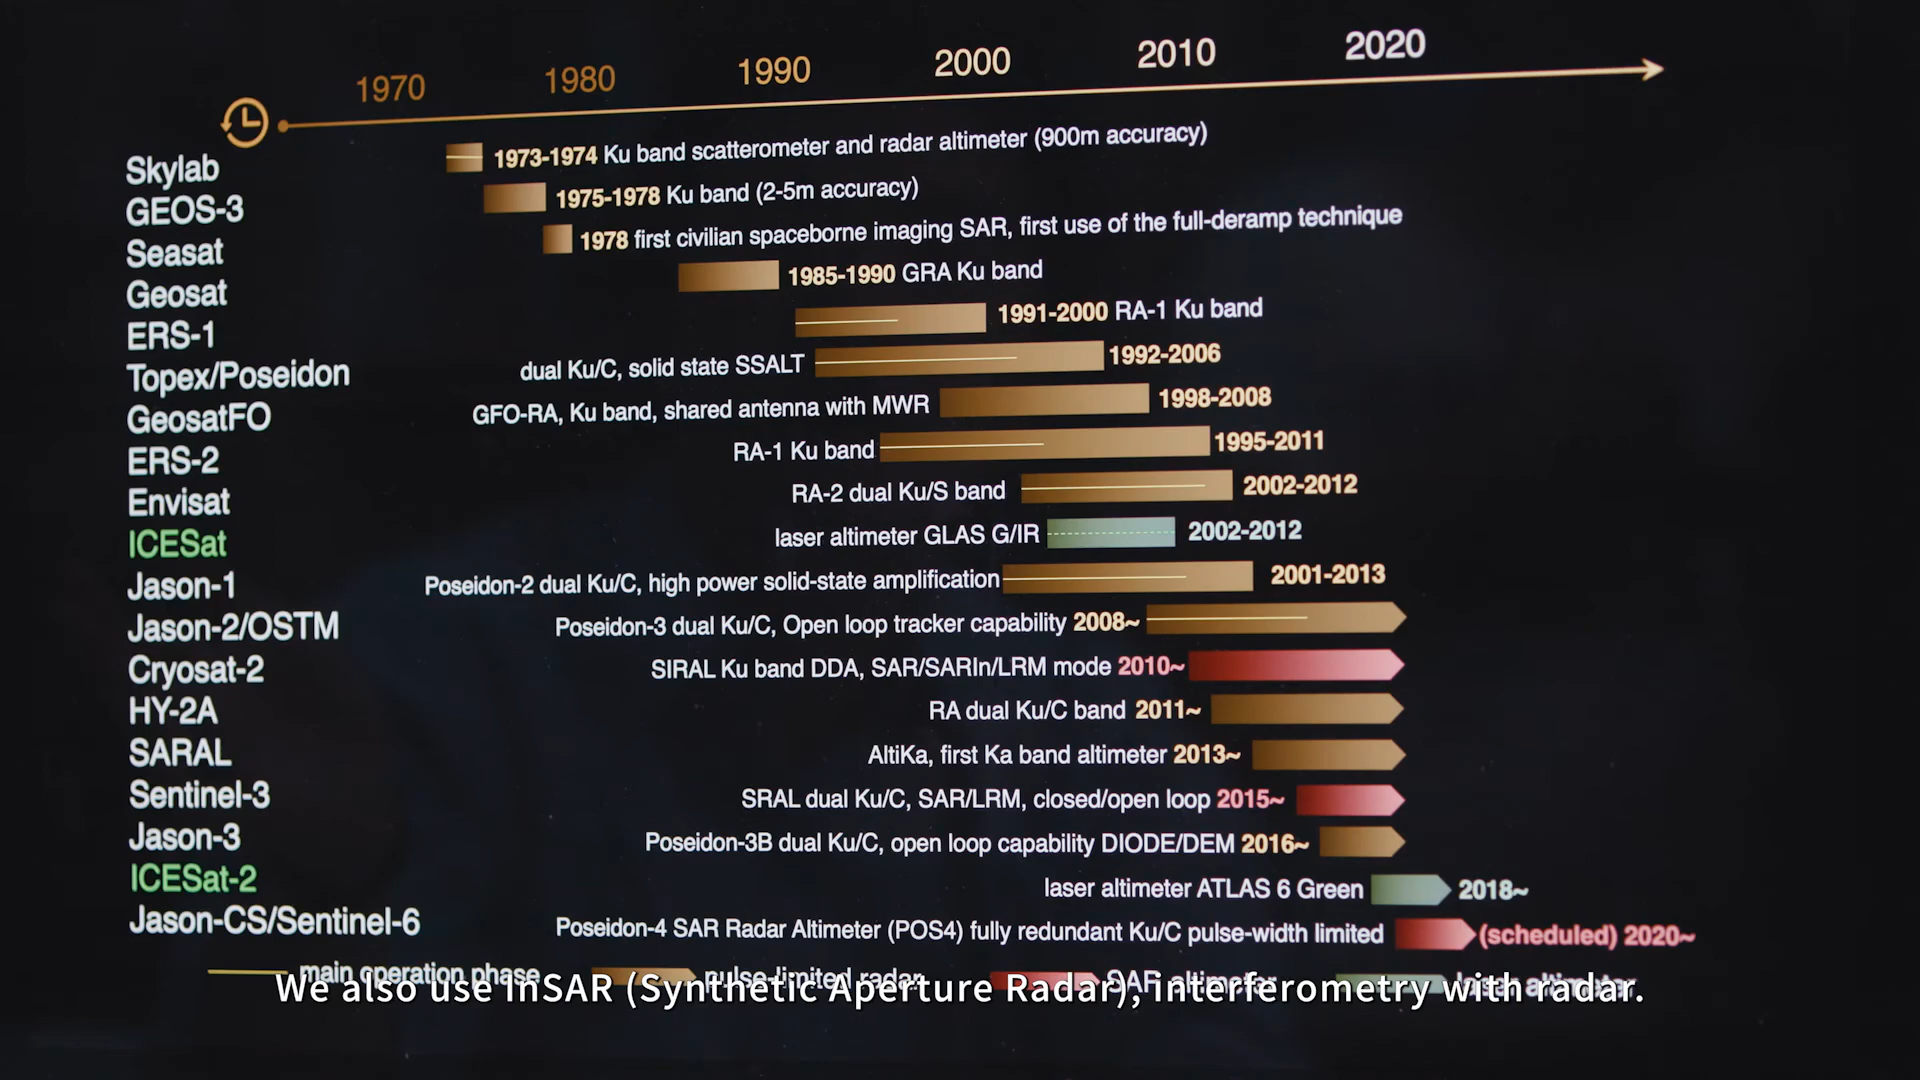 1970 1980 1990 2000 2010 2020
Skylab 1973-1974 Ku band scatterometer and radar altimeter (900m accuracy)
GEOS-3 1975-1978 Ku band (2-5m accuracy)
Seasat 1978 first civilian spaceborne imaging SAR, first use of the full-deramp technique
Geosat 1985-1990 GRA Ku band
ERS-1 1991-2000 RA-1 Ku band
Topex/Poseidon dual Ku/C, solid state SSALT 1992-2006
GeosatFO GFO-RA, Ku band, shared antenna with MWR 1998-2008
ERS-2 RA-1 Ku band 1995-2011
Envisat RA-2 dual Ku/S band 2002-2012
ICESat laser altimeter GLAS G/IR 2002-2012
Jason-1 Poseidon-2 dual Ku/C, high power solid-state amplification 2001-2013
Jason-2/OSTM Poseidon-3 dual Ku/C, Open loop tracker capability 2008~
Cryosat-2 SIRAL Ku band DDA, SAR/SARIn/LRM mode 2010~
HY-2A RA dual Ku/C band 2011~
SARAL AltiKa, first Ka band altimeter 2013~
Sentinel-3 SRAL dual Ku/C, SAR/LRM, closed/open loop 2015~
Jason-3 Poseidon-3B dual Ku/C, open loop capability DIODE/DEM 2016~
ICESat-2 laser altimeter ATLAS 6 Green 2018~
Jason-CS/Sentinel-6 Poseidon-4 SAR Radar Altimeter (POS4) fully redundant Ku/C pulse-width limited (scheduled) 2020~
main operation phase pulse-limited radar SAR altimeter laser altimeter
We also use InSAR (Synthetic Aperture Radar), interferometry with radar.